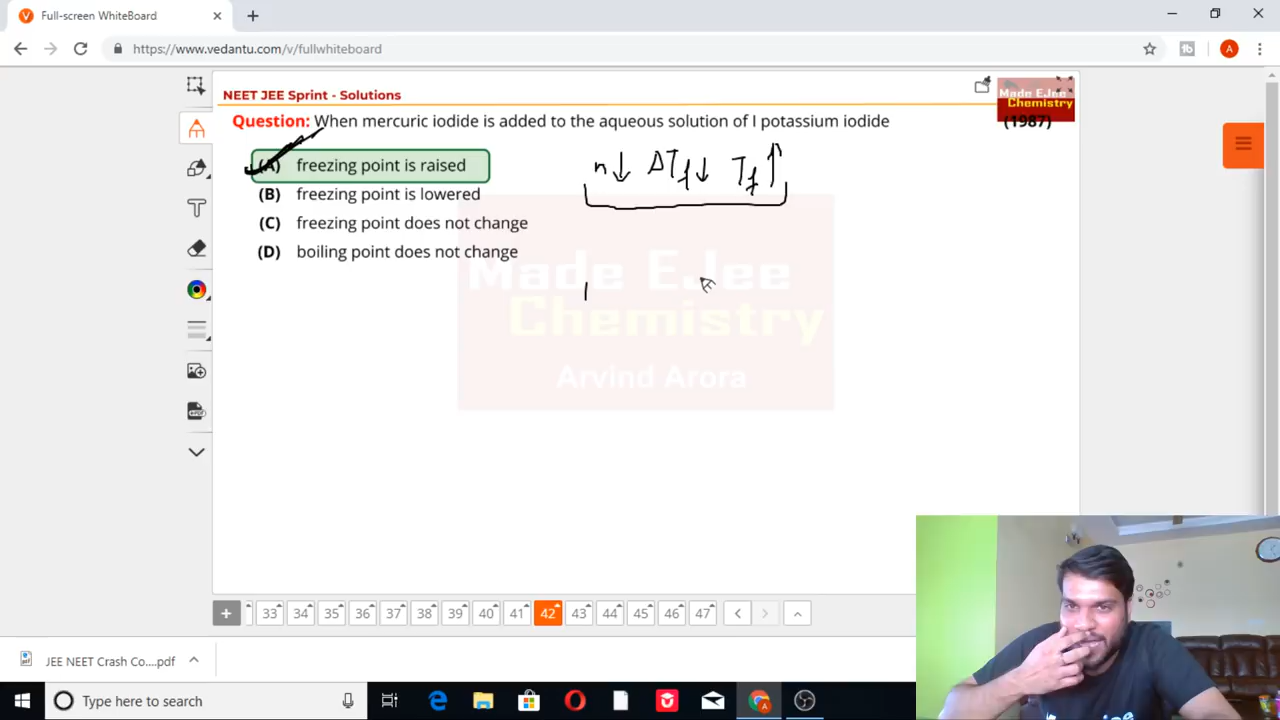 Full-screen WhiteBoard
https://www.vedantu.com/v/fullwhiteboard
A
NEET JEE Sprint - Solutions
Made EJee
Chemistry
Question: Whe mercuric iodide is added to the aqueous solution of I potassium iodide
(1987)
(A) freezing point is raised
n↓ ΔTf↓ Tf↑
(B) freezing point is lowered
(C) freezing point does not change
(D) boiling point does not change
Made EJee
Chemistry
Arvind Arora
33 34 35 36 37 38 39 40 41 42 43 44 45 46 47
JEE NEET Crash Co....pdf
Type here to search